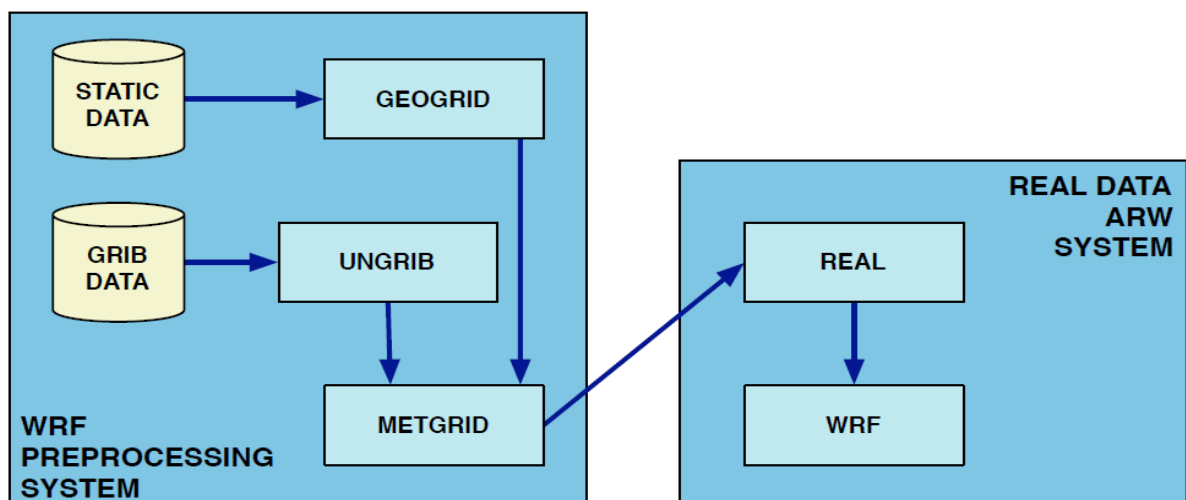 STATIC
DATA
GEOGRID
GRIB
DATA
UNGRIB
METGRID
WRF
PREPROCESSING
SYSTEM
REAL DATA
ARW
SYSTEM
REAL
WRF